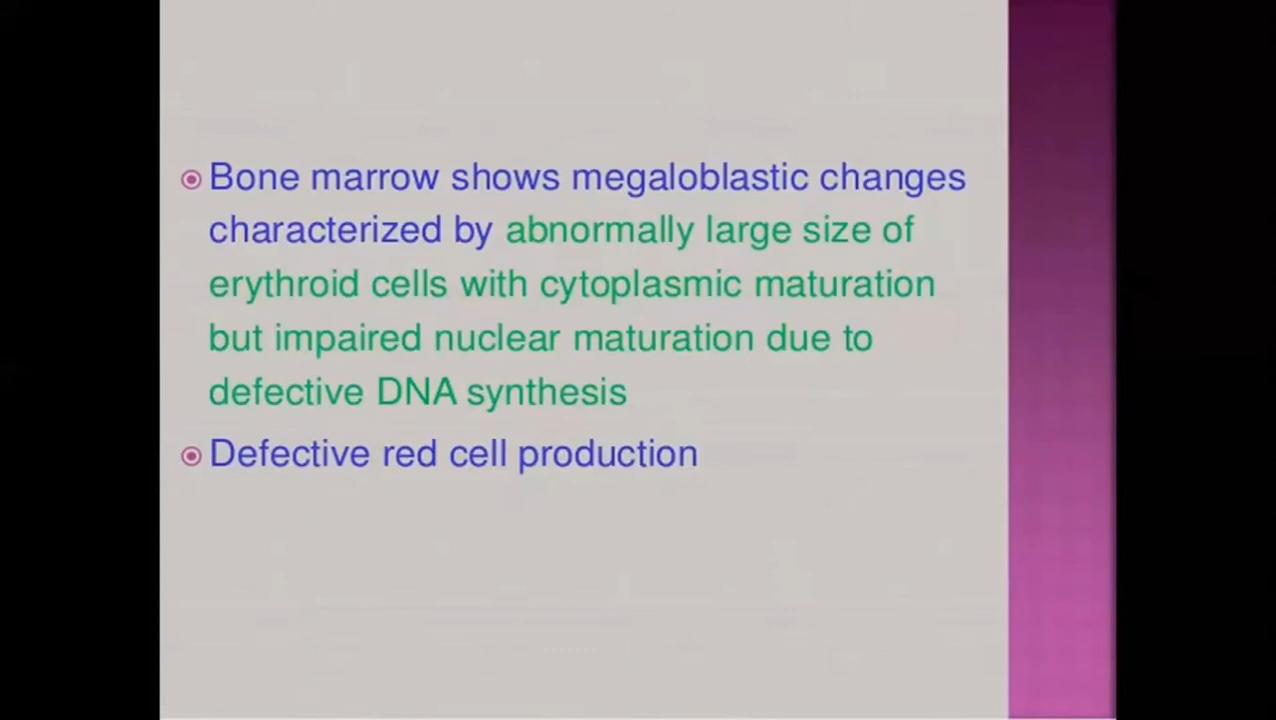 Bone marrow shows megaloblastic changes
characterized by abnormally large size of
erythroid cells with cytoplasmic maturation
but impaired nuclear maturation due to
defective DNA synthesis
Defective red cell production